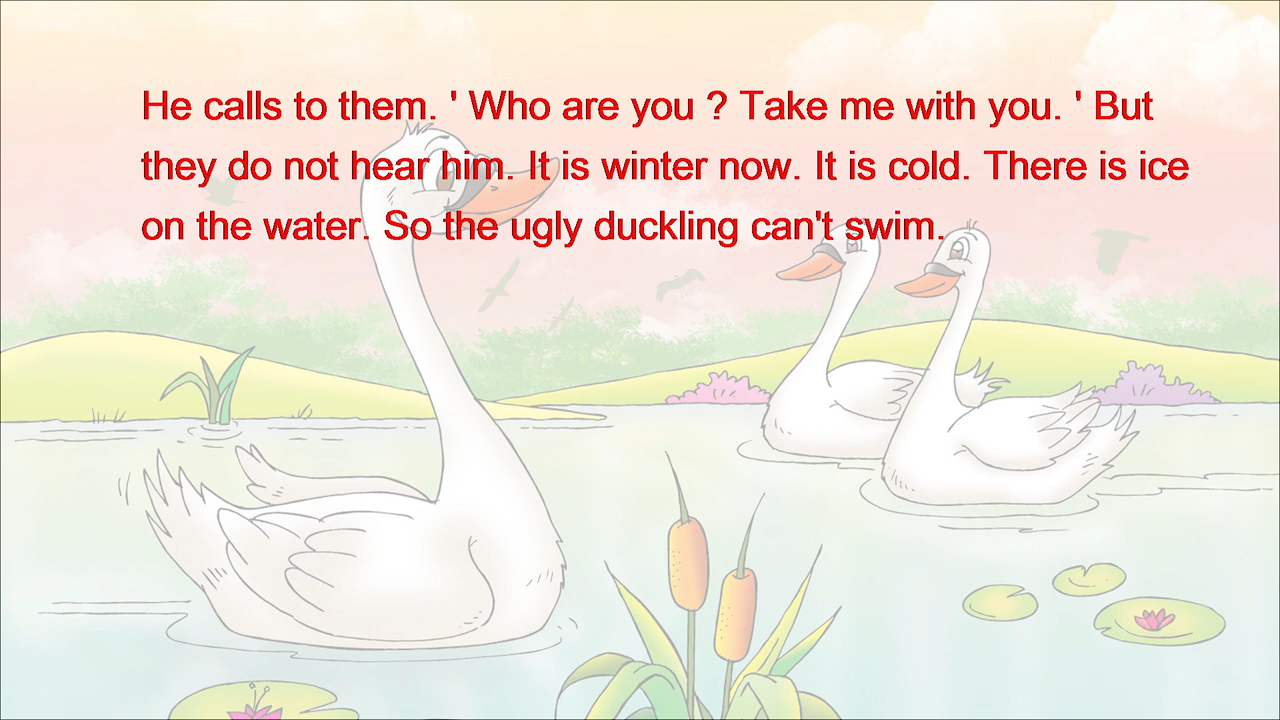 He calls to them. ' Who are you ? Take me with you. ' But
they do not hear him. It is winter now. It is cold. There is ice
on the water. So the ugly duckling can't swim.